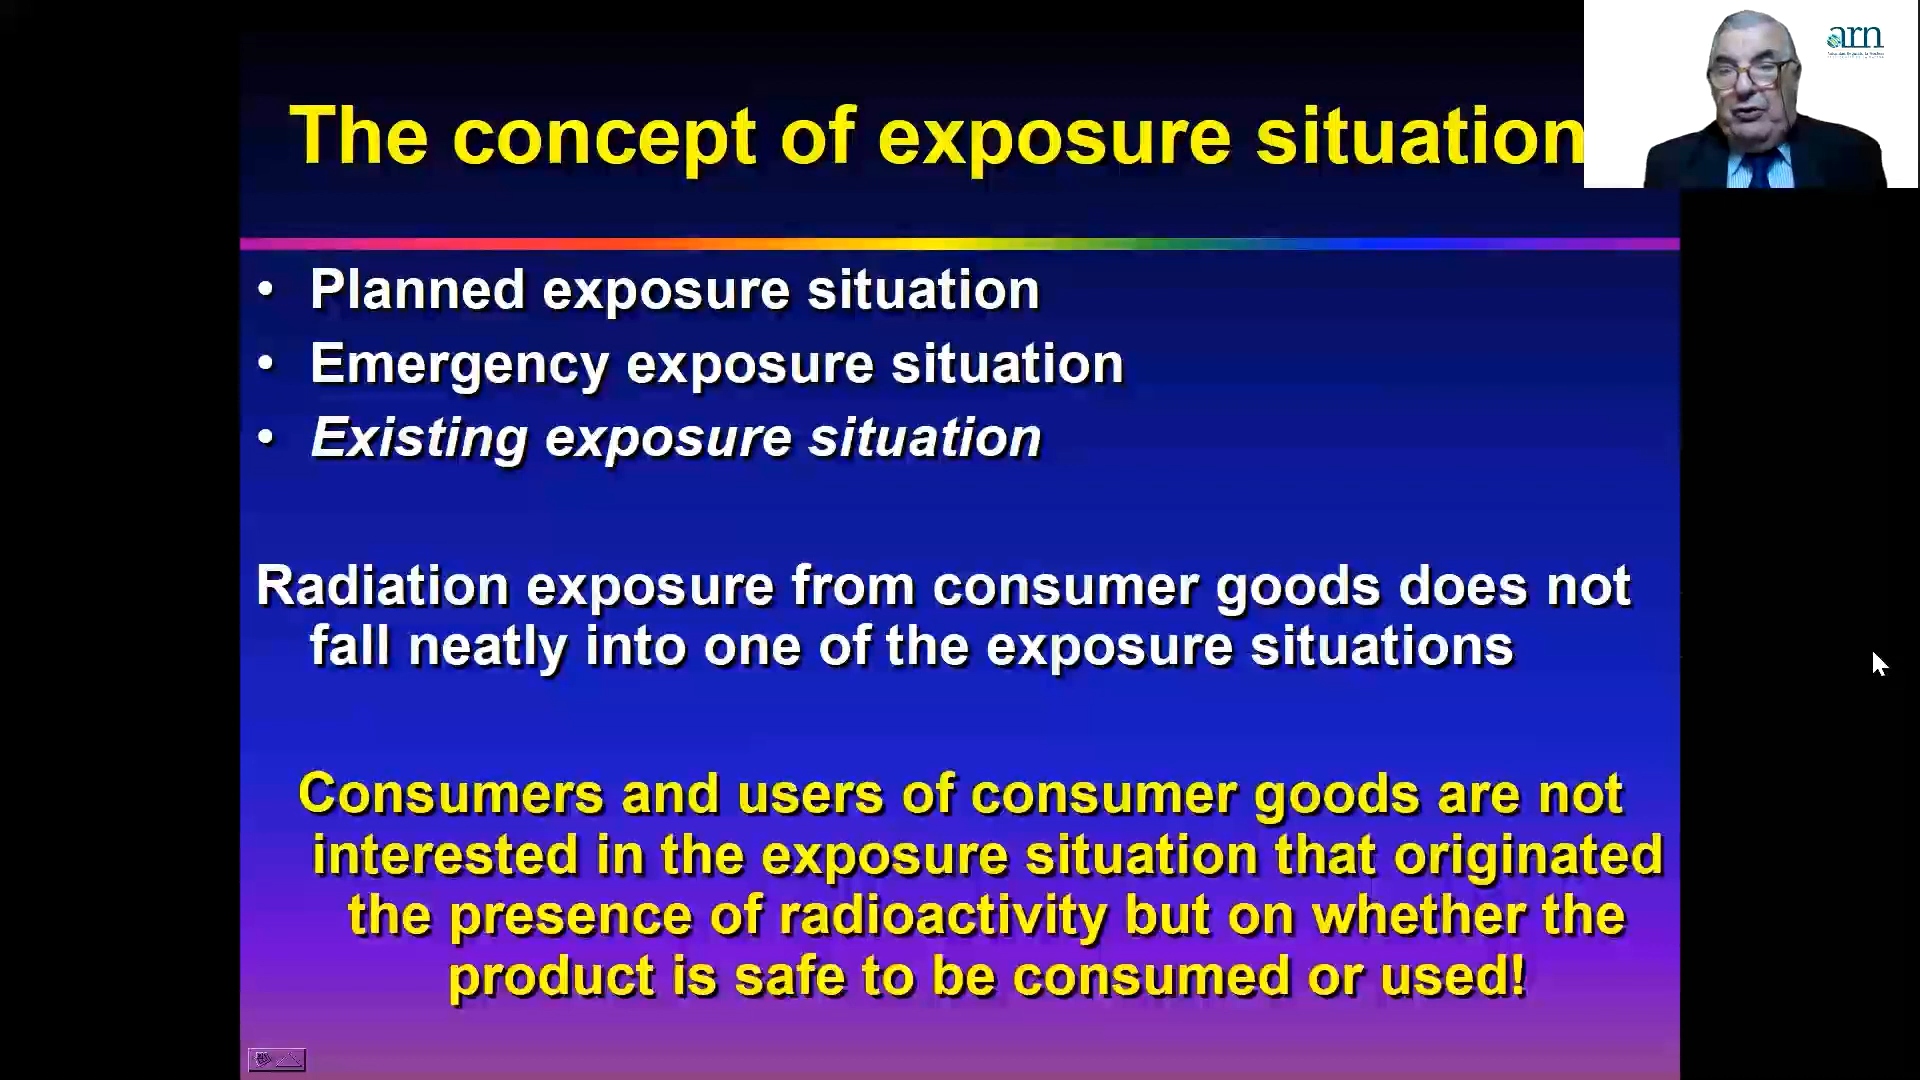 The concept of exposure situation
arn
• Planned exposure situation
• Emergency exposure situation
• Existing exposure situation
Radiation exposure from consumer goods does not
fall neatly into one of the exposure situations
Consumers and users of consumer goods are not
interested in the exposure situation that originated
the presence of radioactivity but on whether the
product is safe to be consumed or used!